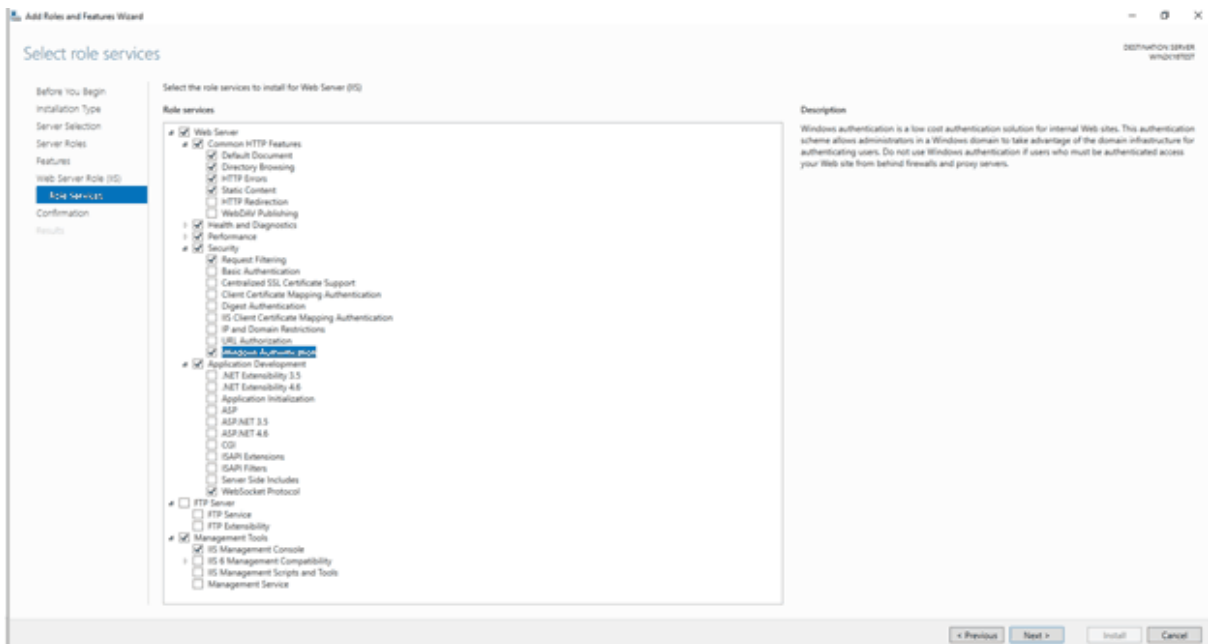 Add Roles and Features Wizard
Select role services
DESTINATION SERVER
Before You Begin
Installation Type
Server Selection
Server Roles
Features
Web Server Role (IIS)
Role Services
Confirmation
Results
Select the role services to install for Web Server (IIS)
Role services
Web Server
Common HTTP Features
Default Document
Directory Browsing
HTTP Errors
Static Content
HTTP Redirection
WebDAV Publishing
Health and Diagnostics
Performance
Security
Request Filtering
Basic Authentication
Centralized SSL Certificate Support
Client Certificate Mapping Authentication
Digest Authentication
IIS Client Certificate Mapping Authentication
IP and Domain Restrictions
URL Authorization
Windows Authentication
Application Development
.NET Extensibility 3.5
.NET Extensibility 4.6
Application Initialization
ASP
ASP.NET 3.5
ASP.NET 4.6
CGI
ISAPI Extensions
ISAPI Filters
Server Side Includes
WebSocket Protocol
FTP Server
FTP Service
FTP Extensibility
Management Tools
IIS Management Console
IIS 6 Management Compatibility
IIS Management Scripts and Tools
Management Service
Description
Windows authentication is a low cost authentication solution for internal Web sites. This authentication
scheme allows administrators in a Windows domain to take advantage of the domain infrastructure for
authenticating users. Do not use Windows authentication if users who must be authenticated access
your Web site from behind firewalls and proxy servers.
< Previous
Next >
Install
Cancel